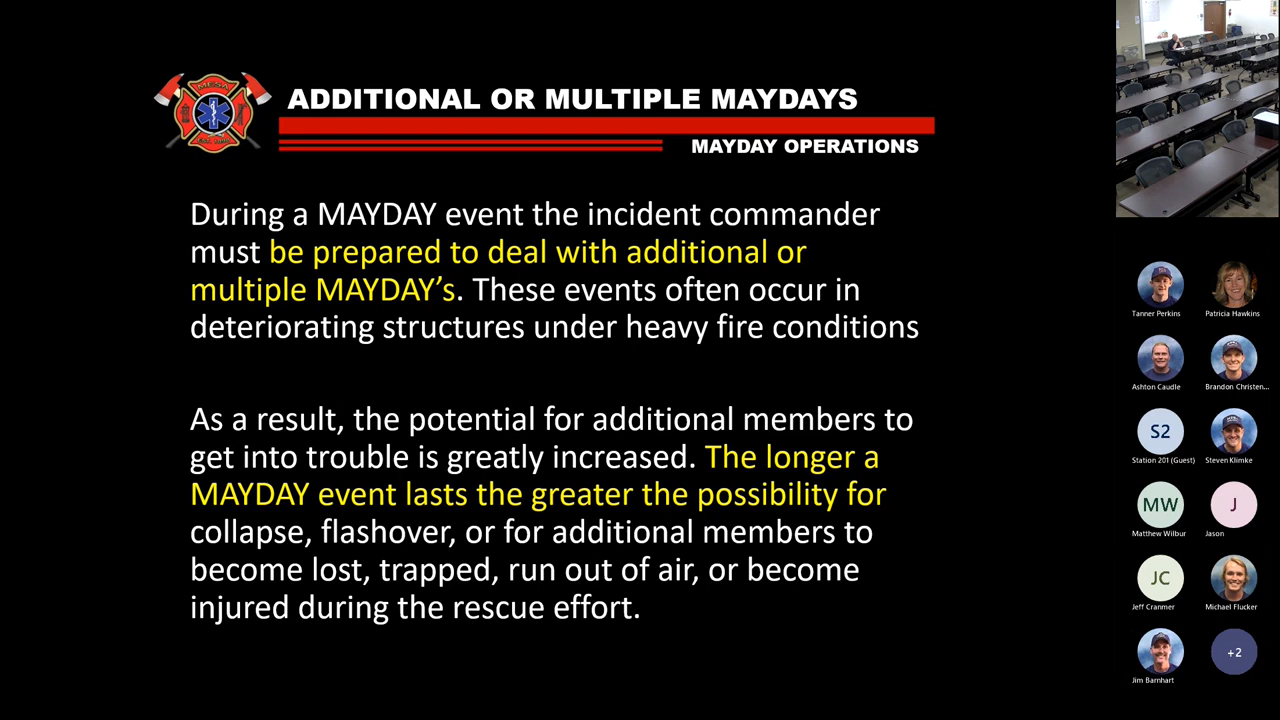 MESA
ADDITIONAL OR MULTIPLE MAYDAYS
MAYDAY OPERATIONS
During a MAYDAY event the incident commander
must be prepared to deal with additional or
multiple MAYDAY’s. These events often occur in
deteriorating structures under heavy fire conditions
As a result, the potential for additional members to
get into trouble is greatly increased. The longer a
MAYDAY event lasts the greater the possibility for
collapse, flashover, or for additional members to
become lost, trapped, run out of air, or become
injured during the rescue effort.
Tanner Perkins
Patricia Hawkins
Ashton Caudle
Brandon Christen...
S2
Station 201 (Guest)
Steven Klimke
MW
Matthew Wilbur
J
Jason
JC
Jeff Cranmer
Michael Flucker
Jim Barnhart
+2